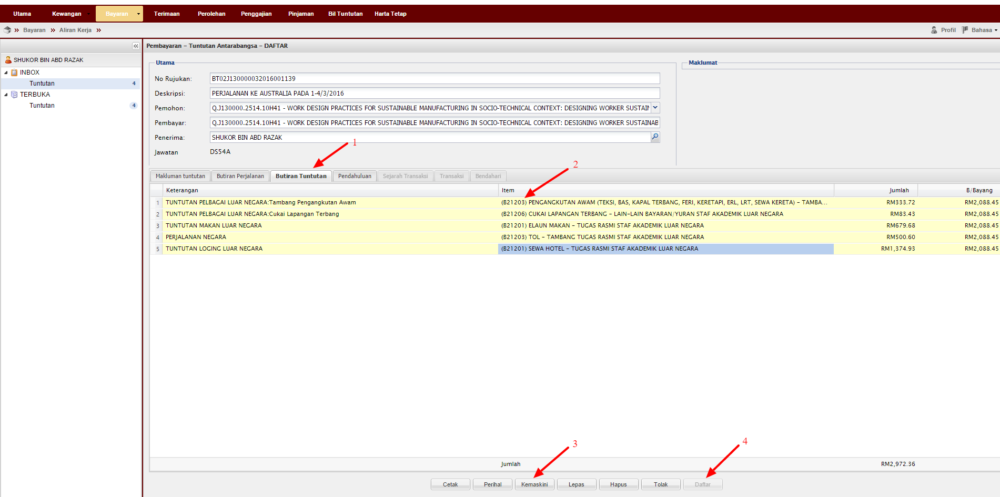 Utama Kewangan Bayaran Terimaan Perolehan Penggajian Pinjaman Bil Tuntutan Harta Tetap
» Bayaran » Aliran Kerja »
Profil Bahasa
Pembayaran - Tuntutan Antarabangsa - DAFTAR
SHUKOR BIN ABD RAZAK
INBOX
Tuntutan 4
TERBUKA
Tuntutan 4
Utama
No Rujukan: BT02J130000032016001139
Deskripsi: PERJALANAN KE AUSTRALIA PADA 1-4/3/2016
Pemohon: Q.J130000.2514.10H41 - WORK DESIGN PRACTICES FOR SUSTAINABLE MANUFACTURING IN SOCIO-TECHNICAL CONTEXT: DESIGNING WORKER SUSTAIN
Pembayar: Q.J130000.2514.10H41 - WORK DESIGN PRACTICES FOR SUSTAINABLE MANUFACTURING IN SOCIO-TECHNICAL CONTEXT: DESIGNING WORKER SUSTAINAB
Penerima: SHUKOR BIN ABD RAZAK
Jawatan DS54A
Maklumat
1
2
Makluman tuntutan Butiran Perjalanan Butiran Tuntutan Pendahuluan Sejarah Transaksi Transaksi Bendahari
Keterangan Item Jumlah B/Bayang
1 TUNTUTAN PELBAGAI LUAR NEGARA:Tambang Pengangkutan Awam (B21203) PENGANGKUTAN AWAM (TEKSI, BAS, KAPAL TERBANG, FERI, KERETAPI, ERL, LRT, SEWA KERETA) - TAMBA... RM333.72 RM2,088.45
2 TUNTUTAN PELBAGAI LUAR NEGARA:Cukai Lapangan Terbang (B21206) CUKAI LAPANGAN TERBANG - LAIN-LAIN BAYARAN/YURAN STAF AKADEMIK LUAR NEGARA RM83.43 RM2,088.45
3 TUNTUTAN MAKAN LUAR NEGARA (B21201) ELAUN MAKAN - TUGAS RASMI STAF AKADEMIK LUAR NEGARA RM679.68 RM2,088.45
4 PERJALANAN NEGARA (B21203) TOL - TAMBANG TUGAS RASMI STAF AKADEMIK LUAR NEGARA RM500.60 RM2,088.45
5 TUNTUTAN LOGING LUAR NEGARA (B21201) SEWA HOTEL - TUGAS RASMI STAF AKADEMIK LUAR NEGARA RM1,374.93 RM2,088.45
3
4
Jumlah RM2,972.36
Cetak Perihal Kemaskini Lepas Hapus Tolak Daftar